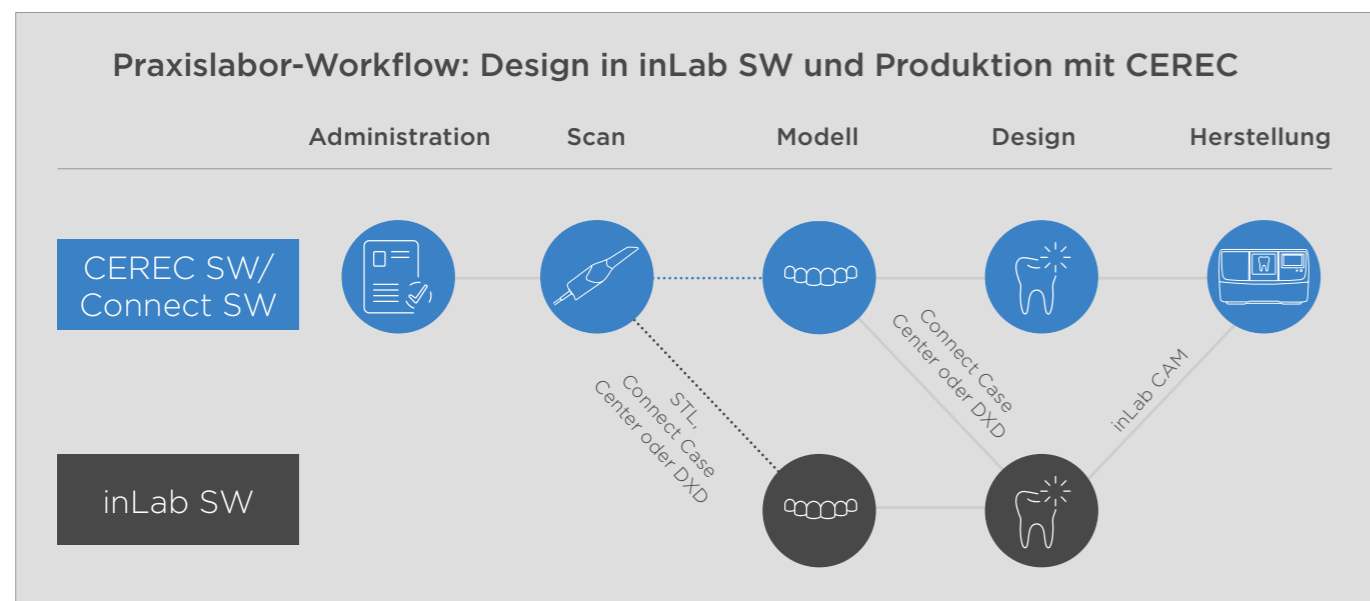 Praxislabor-Workflow: Design in inLab SW und Produktion mit CEREC
Administration
Scan
Modell
Design
Herstellung
CEREC SW/
Connect SW
STL,
Connect Case
Center oder DXD
Connect Case
Center oder DXD
inLab CAM
inLab SW